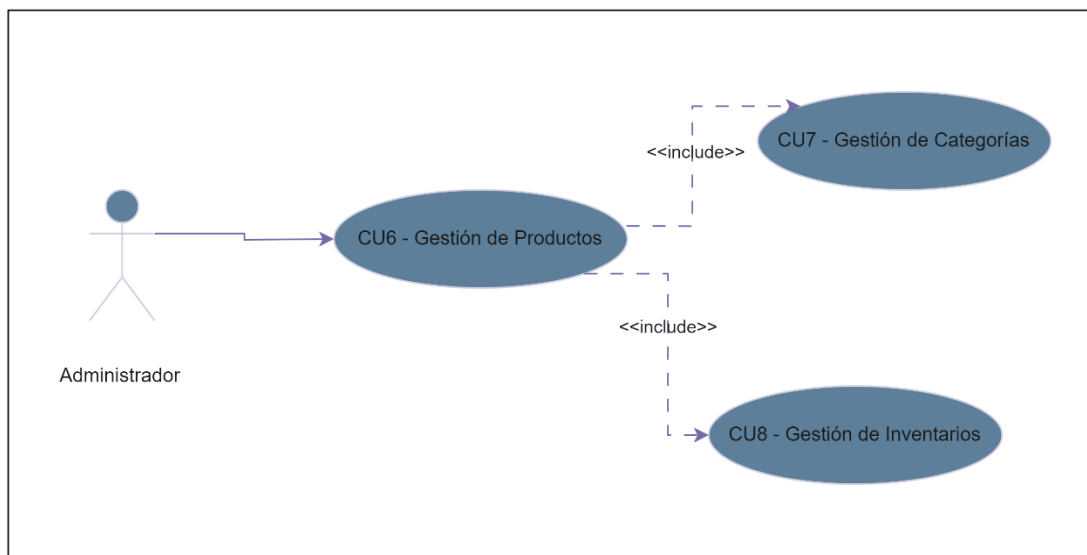 CU7 - Gestión de Categorías
<<include>>
CU6 - Gestión de Productos
<<include>>
Administrador
CU8 - Gestión de Inventarios